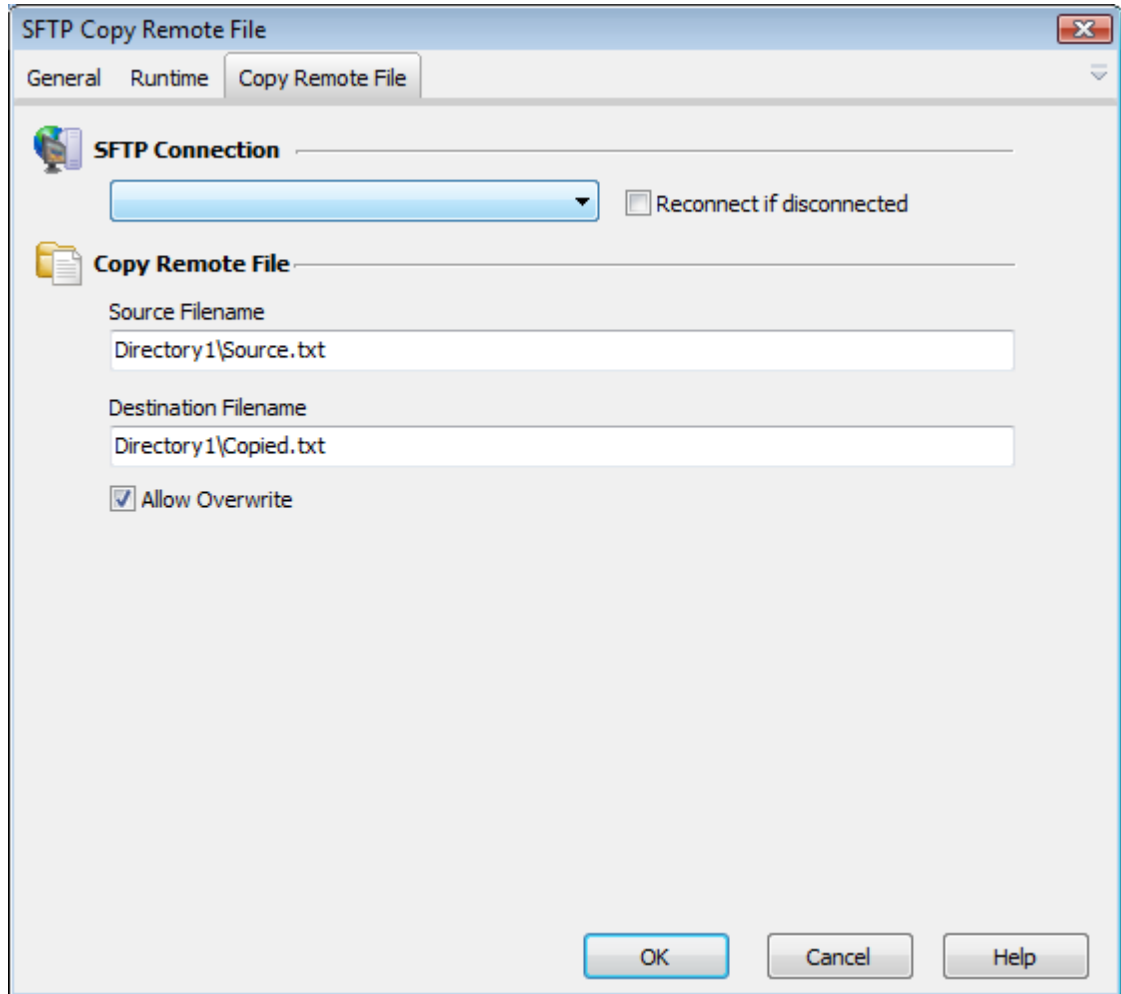 SFTP Copy Remote File
General Runtime Copy Remote File
SFTP Connection
Reconnect if disconnected
Copy Remote File
Source Filename
Directory1\Source.txt
Destination Filename
Directory1\Copied.txt
Allow Overwrite
OK Cancel Help